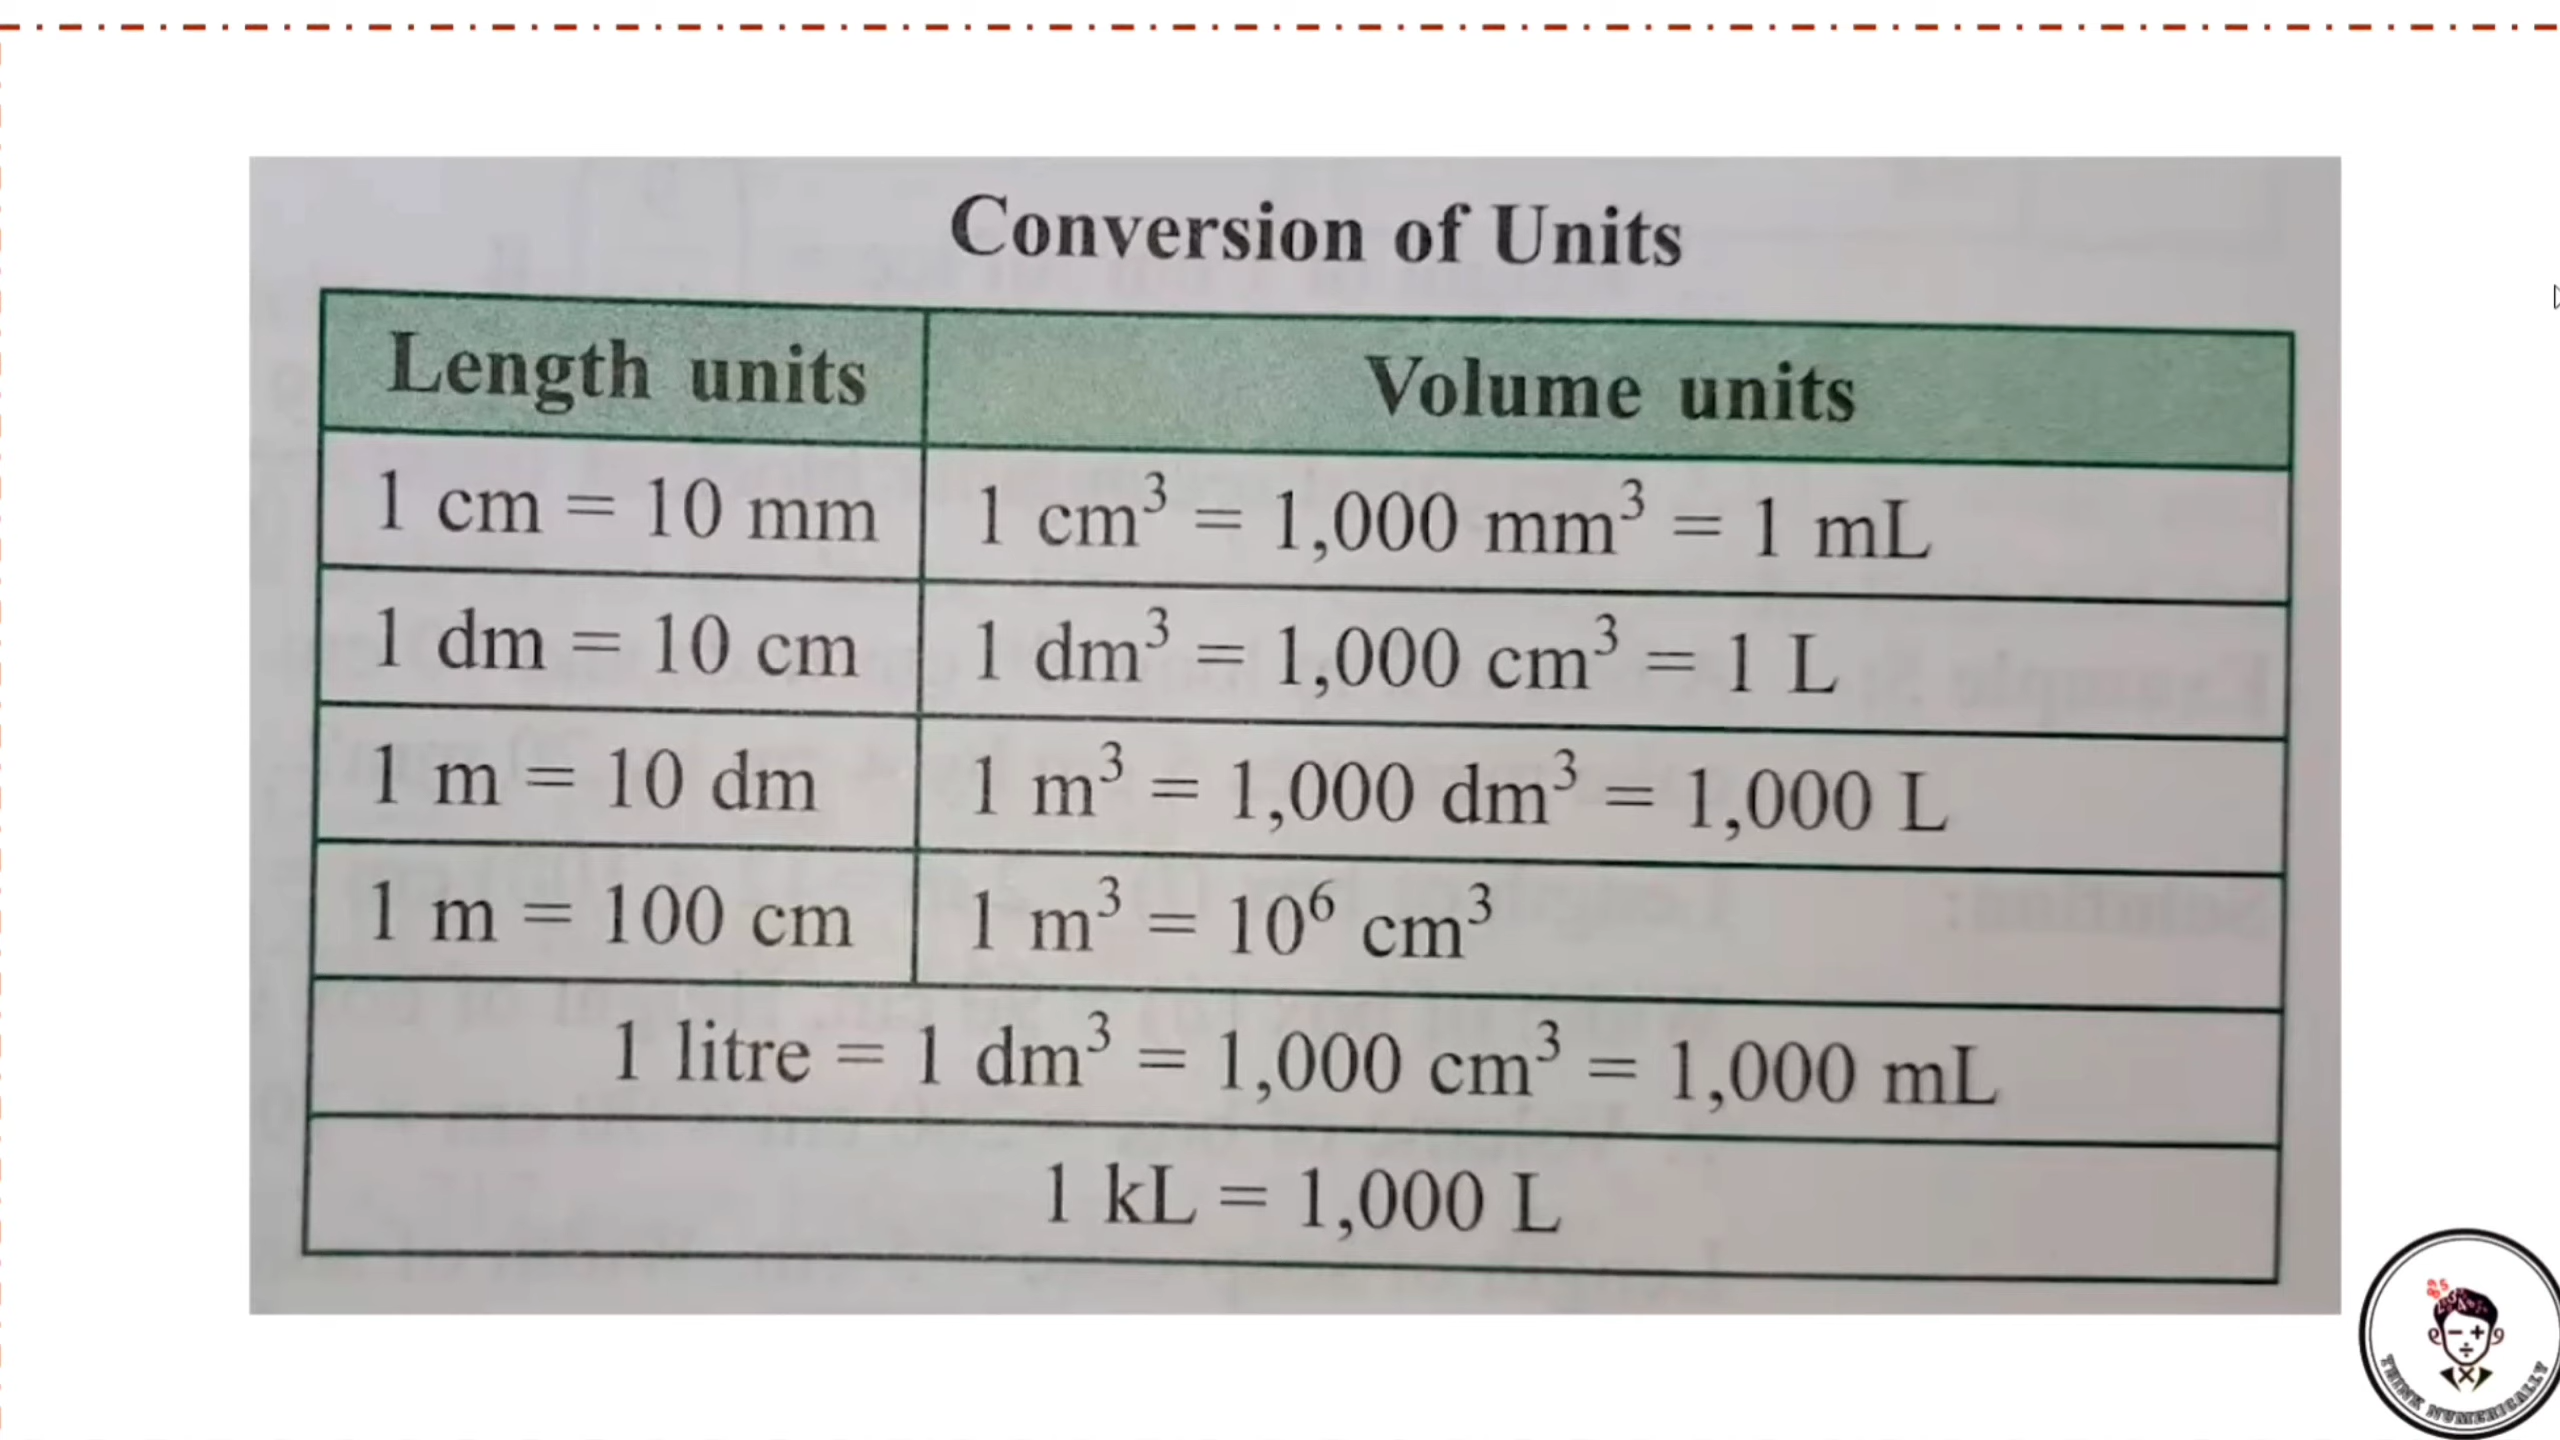 Conversion of Units
Length units Volume units
1 cm = 10 mm 1 cm³ = 1,000 mm³ = 1 mL
1 dm = 10 cm 1 dm³ = 1,000 cm³ = 1 L
1 m = 10 dm 1 m³ = 1,000 dm³ = 1,000 L
1 m = 100 cm 1 m³ = 10⁶ cm³
1 litre = 1 dm³ = 1,000 cm³ = 1,000 mL
1 kL = 1,000 L
THINK NUMERICALLY